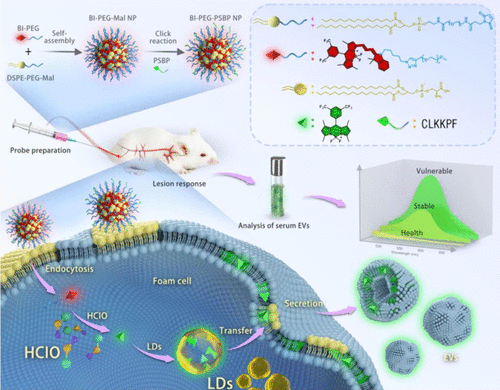 BI-PEG
Self-
assembly
BI-PEG-Mal NP
Click
reaction
BI-PEG-PSBP NP
+
PSBP
DSPE-PEG-Mal
CLKKPF
Probe preparation
Lesion response
Analysis of serum EVs
Vulnerable
Stable
Health
Endocytosis
Foam cell
HClO
HClO
LDs
Transfer
Secretion
EVs
LDs